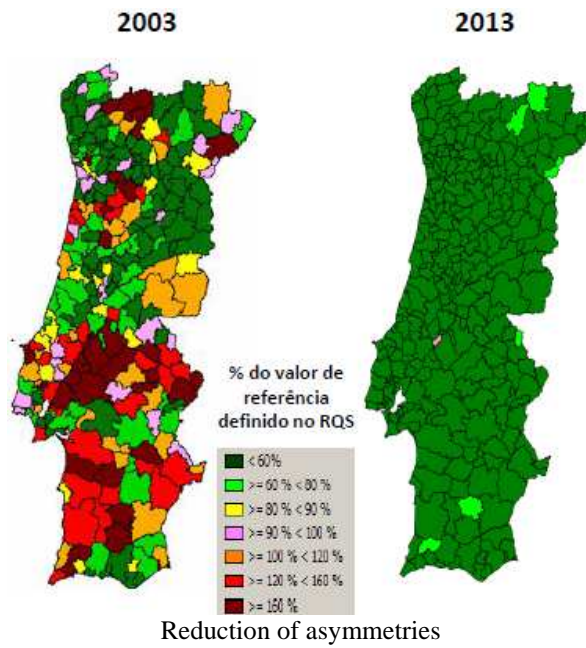 2003
2013
% do valor de
referência
definido no RQS
< 60%
>= 60 % < 80 %
>= 80 % < 90 %
>= 90 % < 100 %
>= 100 % < 120 %
>= 120 % < 160 %
>= 160 %
Reduction of asymmetries